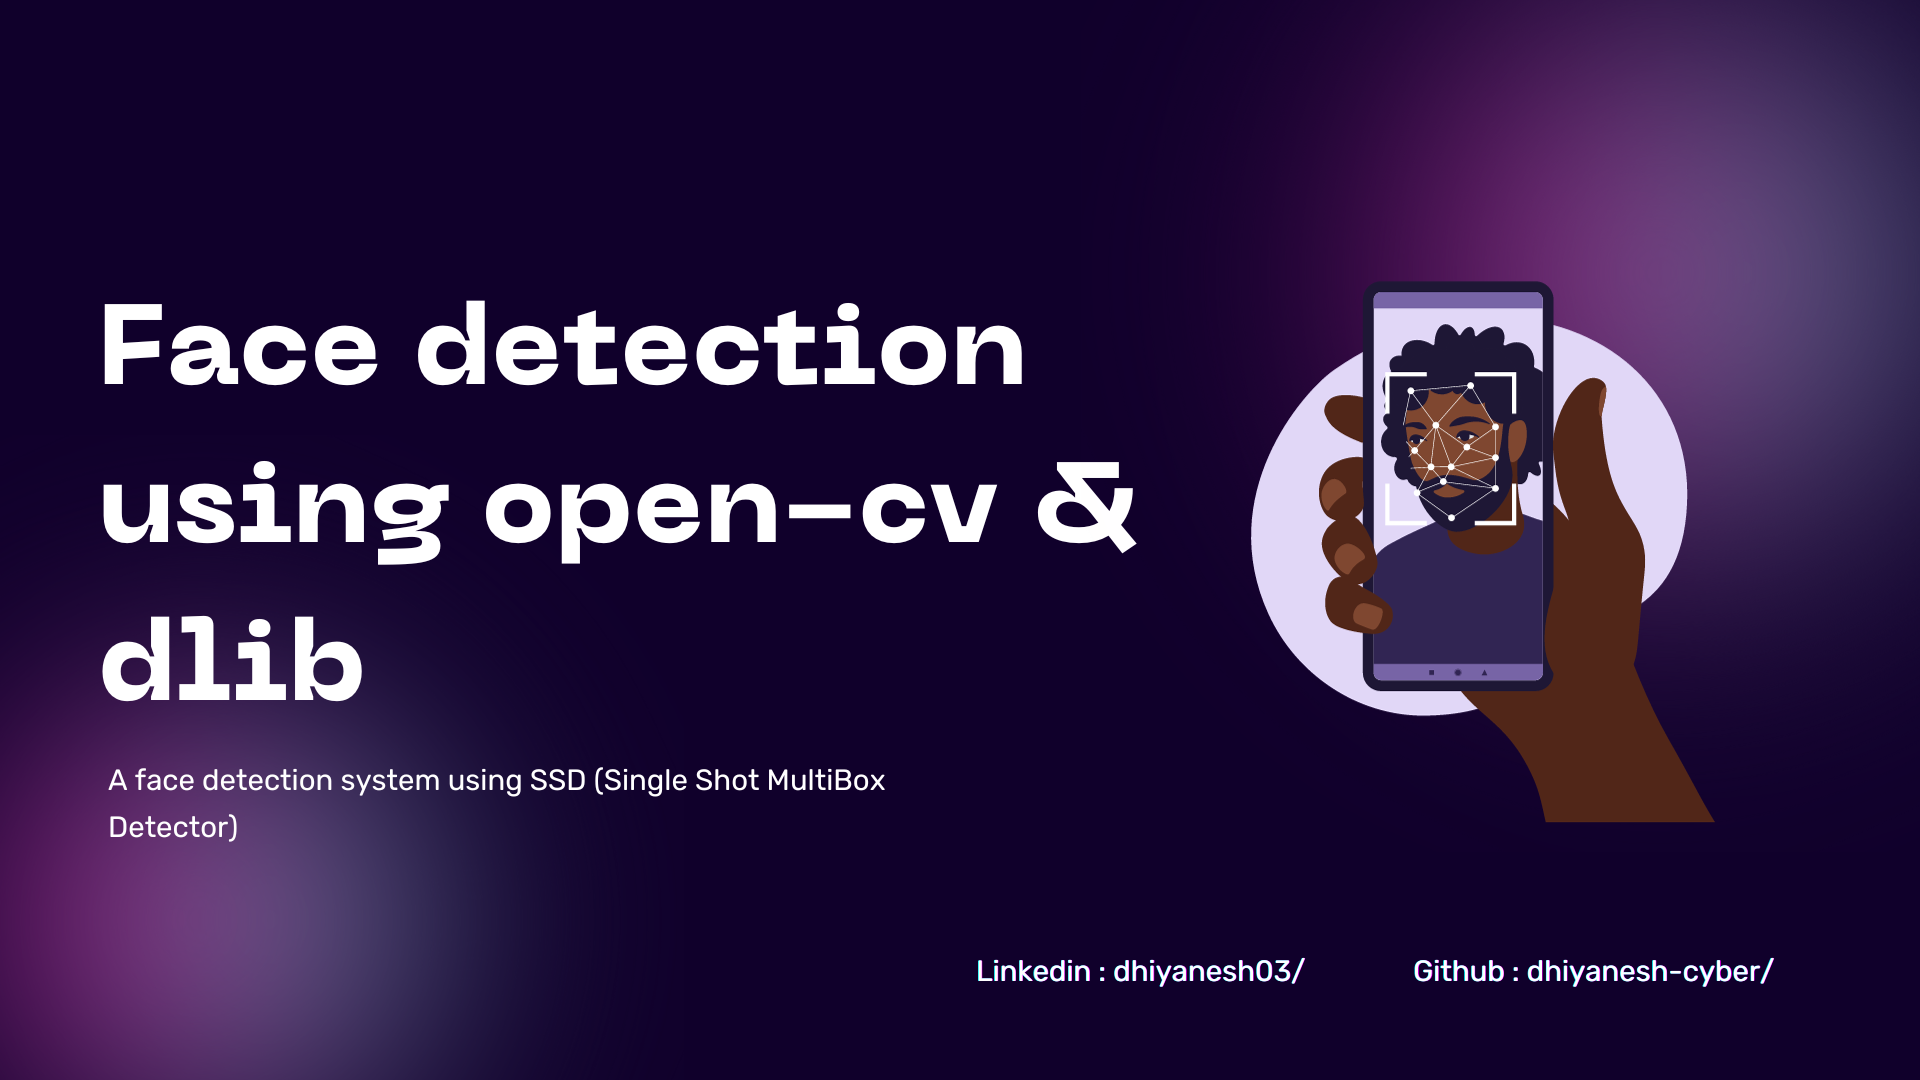 Face detection
using open-cv &
dlib
A face detection system using SSD (Single Shot MultiBox
Detector)
Linkedin : dhiyanesh03/
Github : dhiyanesh-cyber/